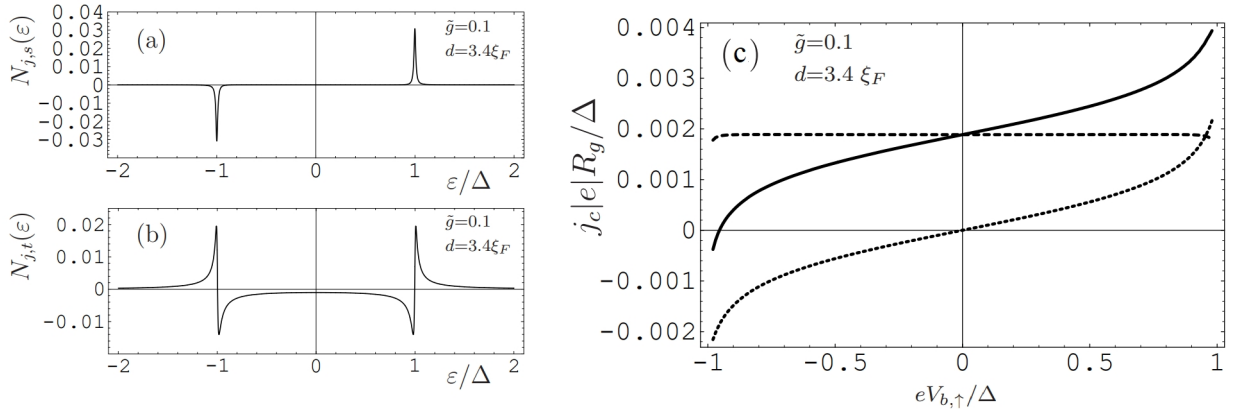 (a)
g̃=0.1
d=3.4ξ_F
N_{j,s}(ε)
0.04
0.03
0.02
0.01
0
-0.01
-0.02
-0.03
-2
-1
0
1
2
ε/Δ
(b)
g̃=0.1
d=3.4ξ_F
N_{j,t}(ε)
0.02
0.01
0
-0.01
-2
-1
0
1
2
ε/Δ
(c)
g̃=0.1
d=3.4 ξ_F
j_c|e|R_g/Δ
0.004
0.003
0.002
0.001
0
-0.001
-0.002
-1
-0.5
0
0.5
1
eV_{b,↑}/Δ